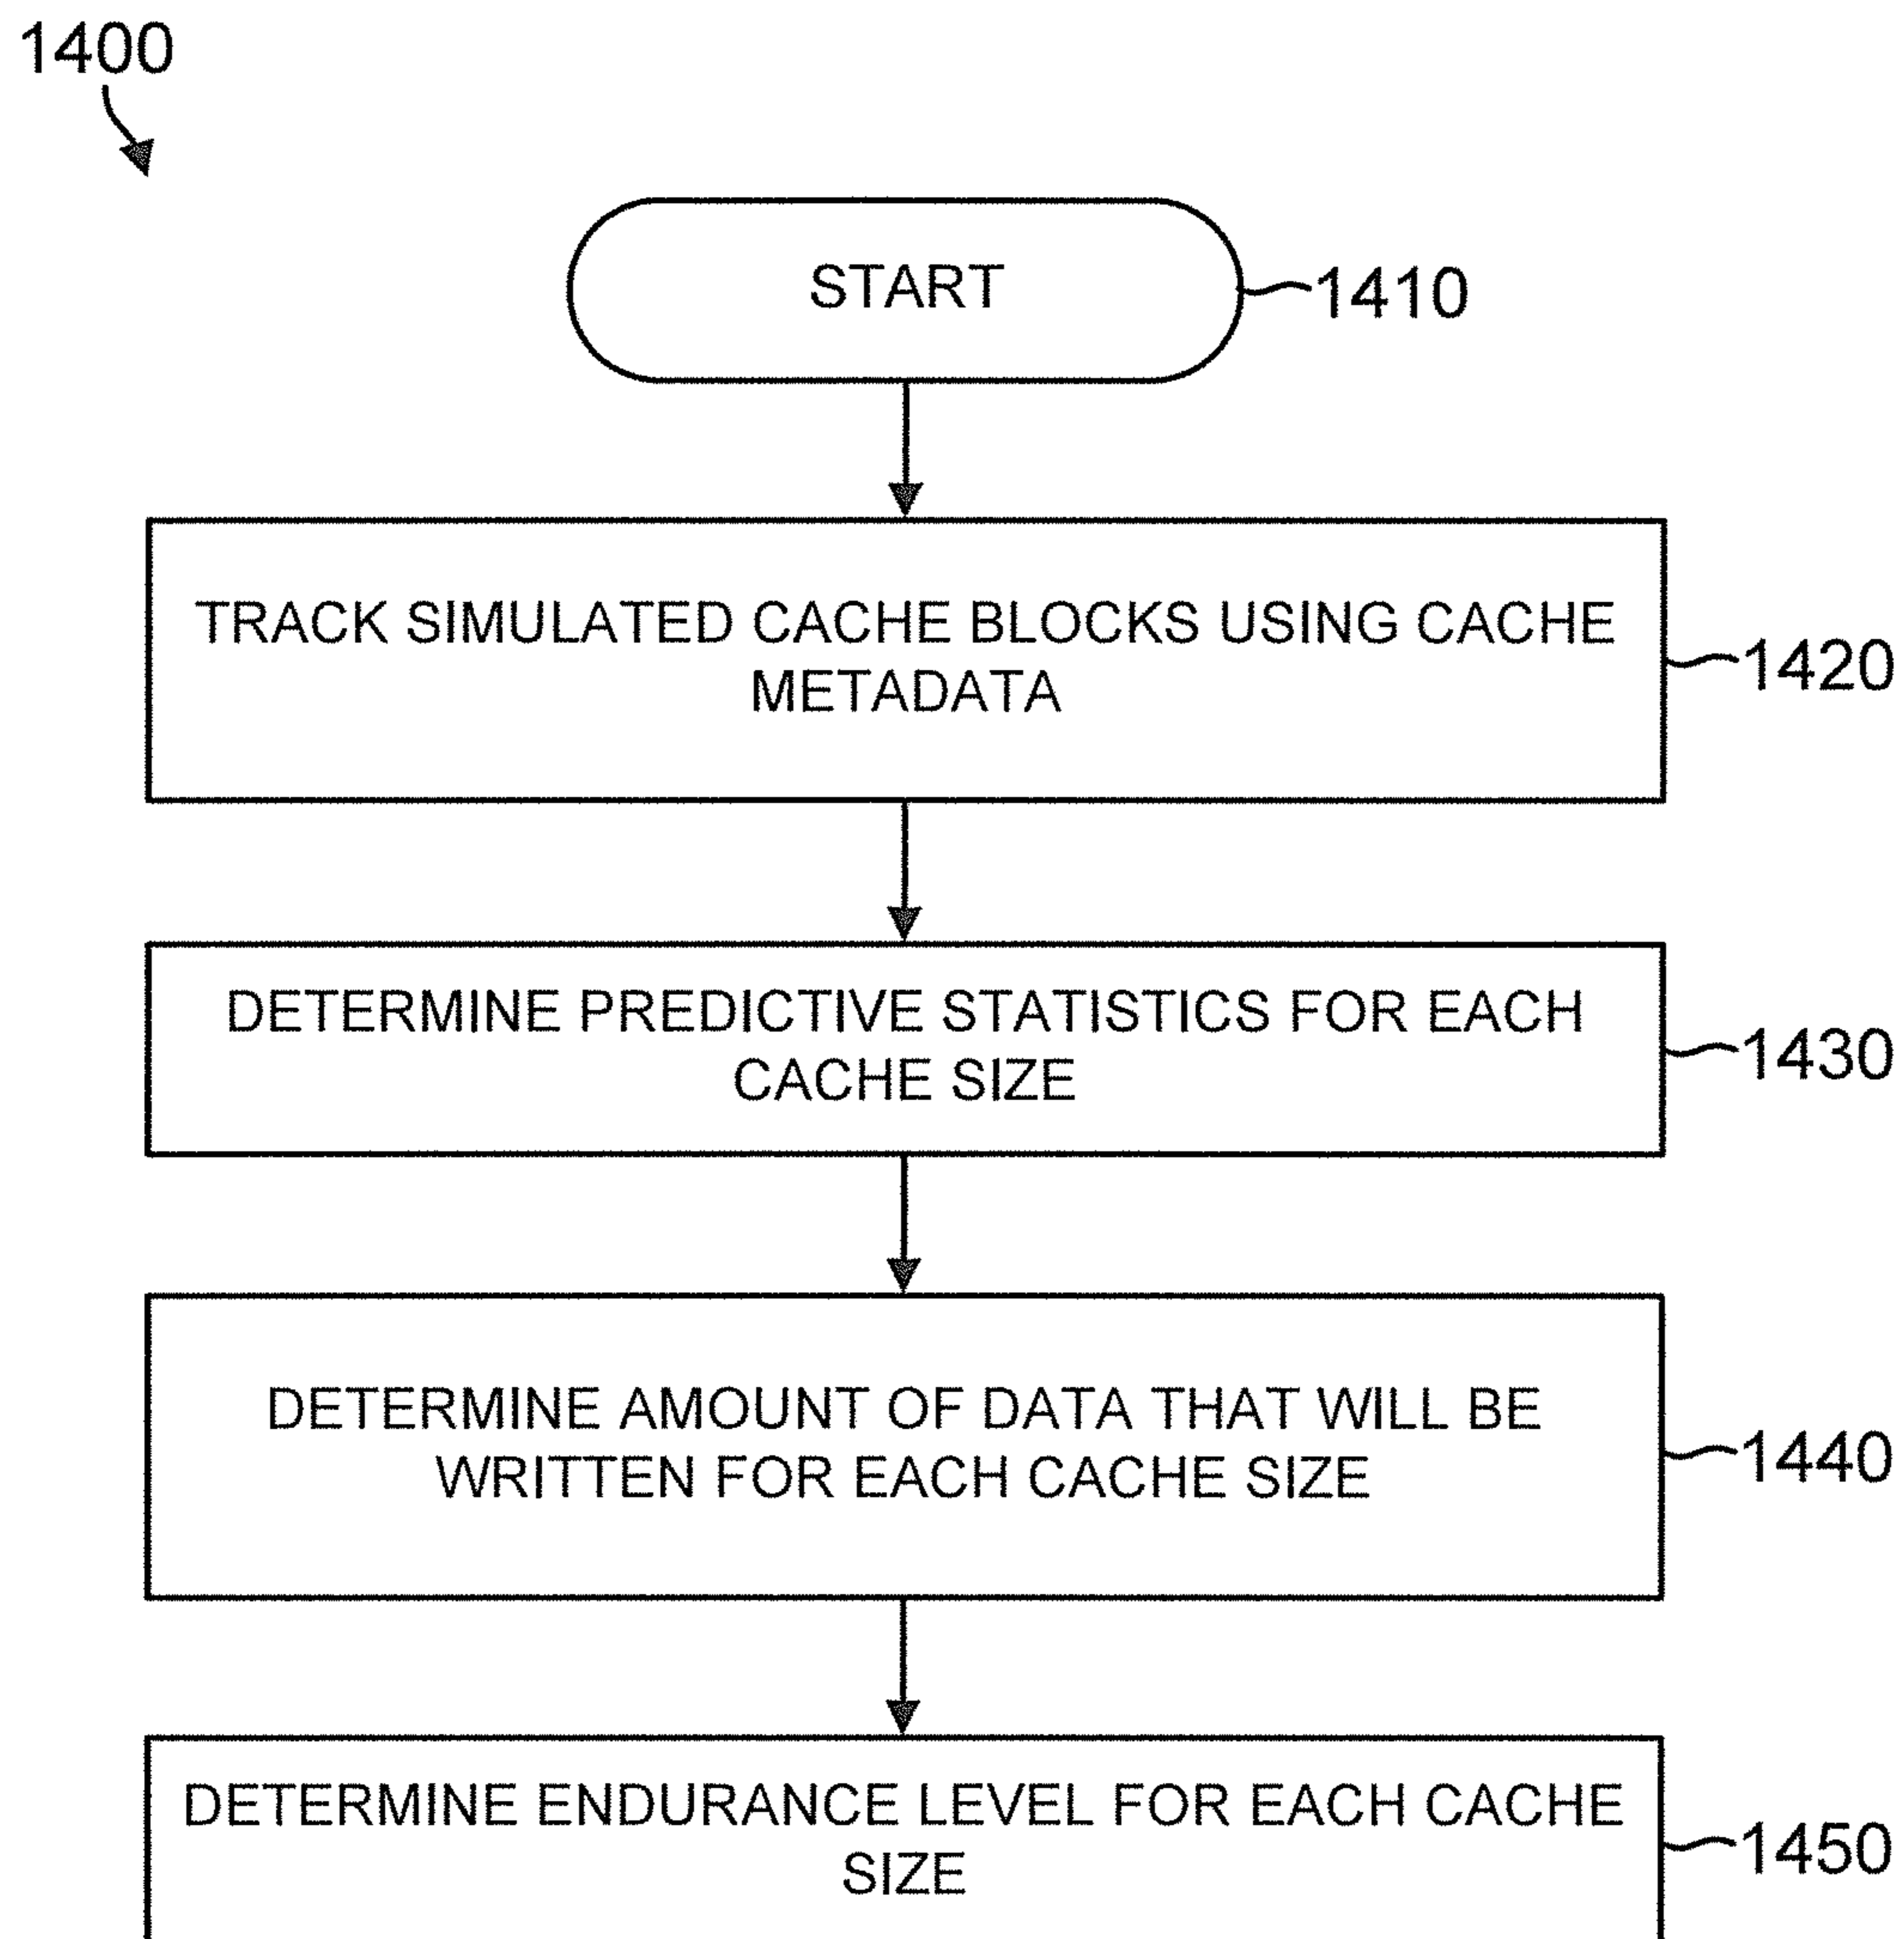 1400
START
1410
TRACK SIMULATED CACHE BLOCKS USING CACHE
METADATA
1420
DETERMINE PREDICTIVE STATISTICS FOR EACH
CACHE SIZE
1430
DETERMINE AMOUNT OF DATA THAT WILL BE
WRITTEN FOR EACH CACHE SIZE
1440
DETERMINE ENDURANCE LEVEL FOR EACH CACHE
SIZE
1450